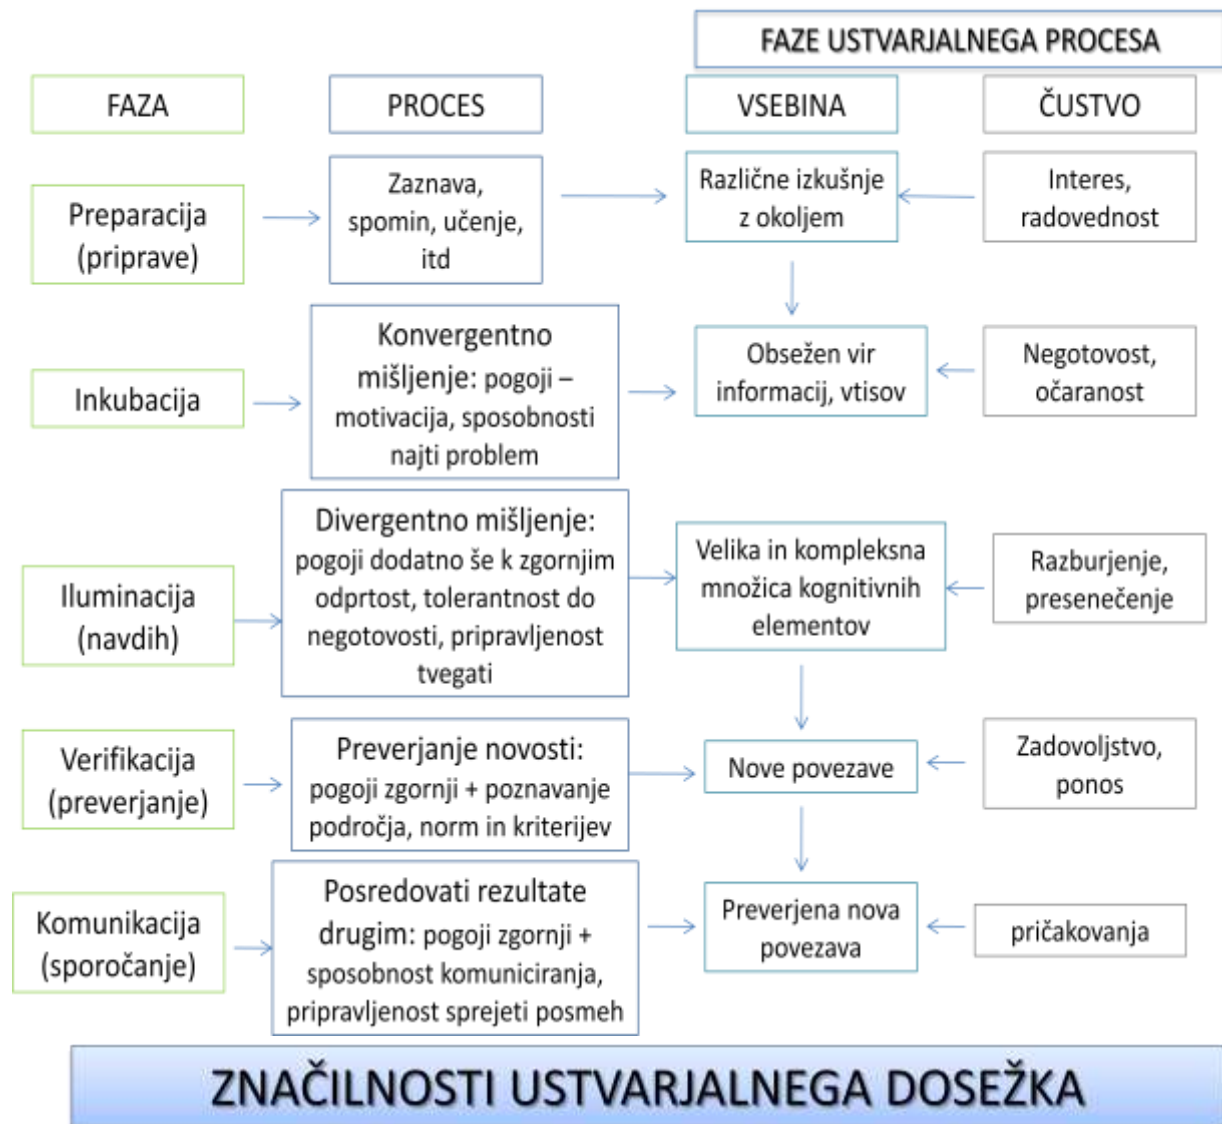 FAZE USTVARJALNEGA PROCESA
FAZA
PROCES
VSEBINA
ČUSTVO
Preparacija
(priprave)
Zaznava,
spomin, učenje,
itd
Različne izkušnje
z okoljem
Interes,
radovednost
Inkubacija
Konvergentno
mišljenje: pogoji –
motivacija, sposobnosti
najti problem
Obsežen vir
informacij, vtisov
Negotovost,
očaranost
Iluminacija
(navdih)
Divergentno mišljenje:
pogoji dodatno še k zgornjim
odprtost, tolerantnost do
negotovosti, pripravljenost
tvegati
Velika in kompleksna
množica kognitivnih
elementov
Razburjenje,
presenečenje
Verifikacija
(preverjanje)
Preverjanje novosti:
pogoji zgornji + poznavanje
področja, norm in kriterijev
Nove povezave
Zadovoljstvo,
ponos
Komunikacija
(sporočanje)
Posredovati rezultate
drugim: pogoji zgornji +
sposobnost komuniciranja,
pripravljenost sprejeti posmeh
Preverjena nova
povezava
pričakovanja
ZNAČILNOSTI USTVARJALNEGA DOSEŽKA